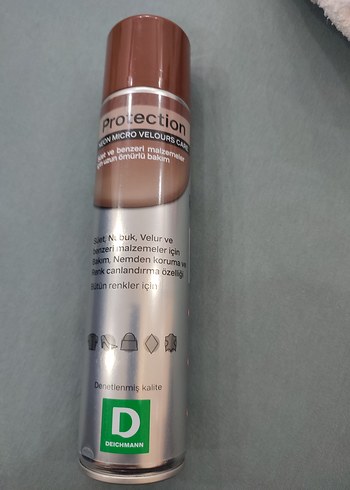 Protection
NEON MICRO VELOURS CARE
Süet ve benzeri malzemeler
için uzun ömürlü bakım
Süet, Nubuk, Velur ve
benzeri malzemeler için
Bakım, Nemden koruma ve
Renk canlandırma özelliği
Bütün renkler için
Denetlenmiş kalite
D
DEICHMANN